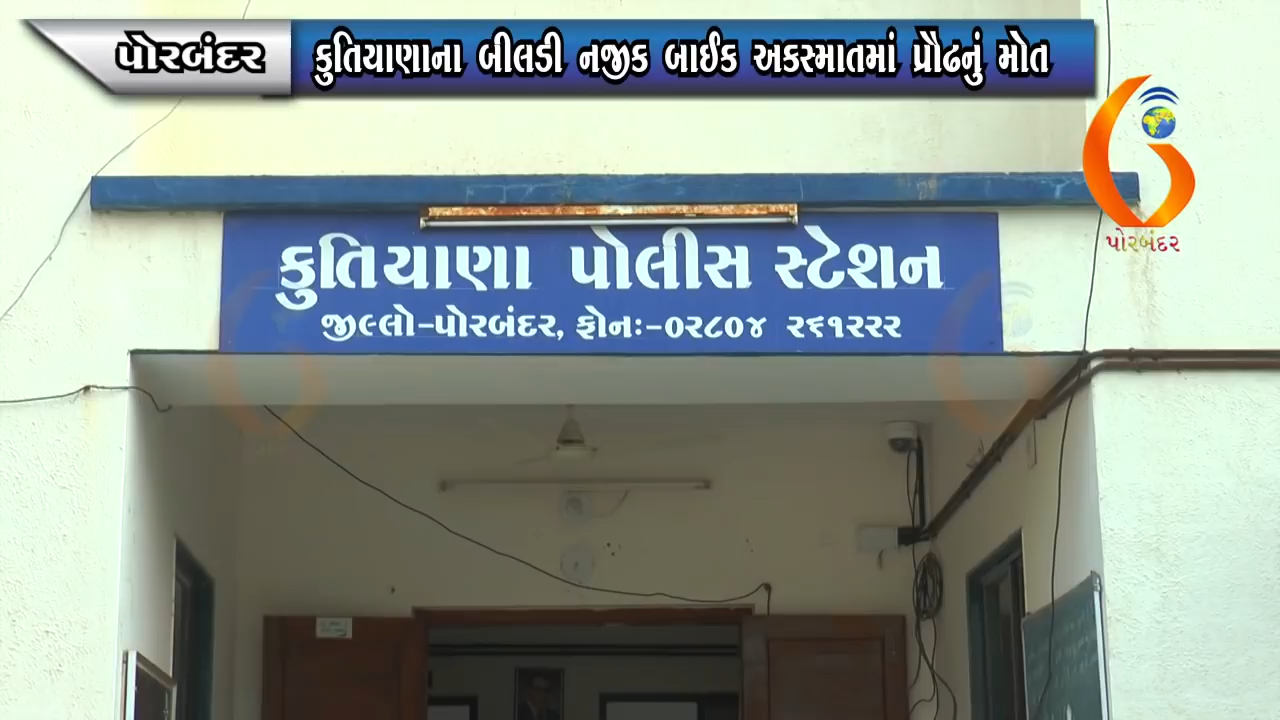 પોરબંદર
કુતિયાણાના બીલડી નજીક બાઈક અકસ્માતમાં પ્રૌઢનું મોત
પોરબંદર
કુતિયાણા પોલીસ સ્ટેશન
જીલ્લો-પોરબંદર, ફોનઃ-૦૨૮૦૪ ૨૬૧૨૨૨